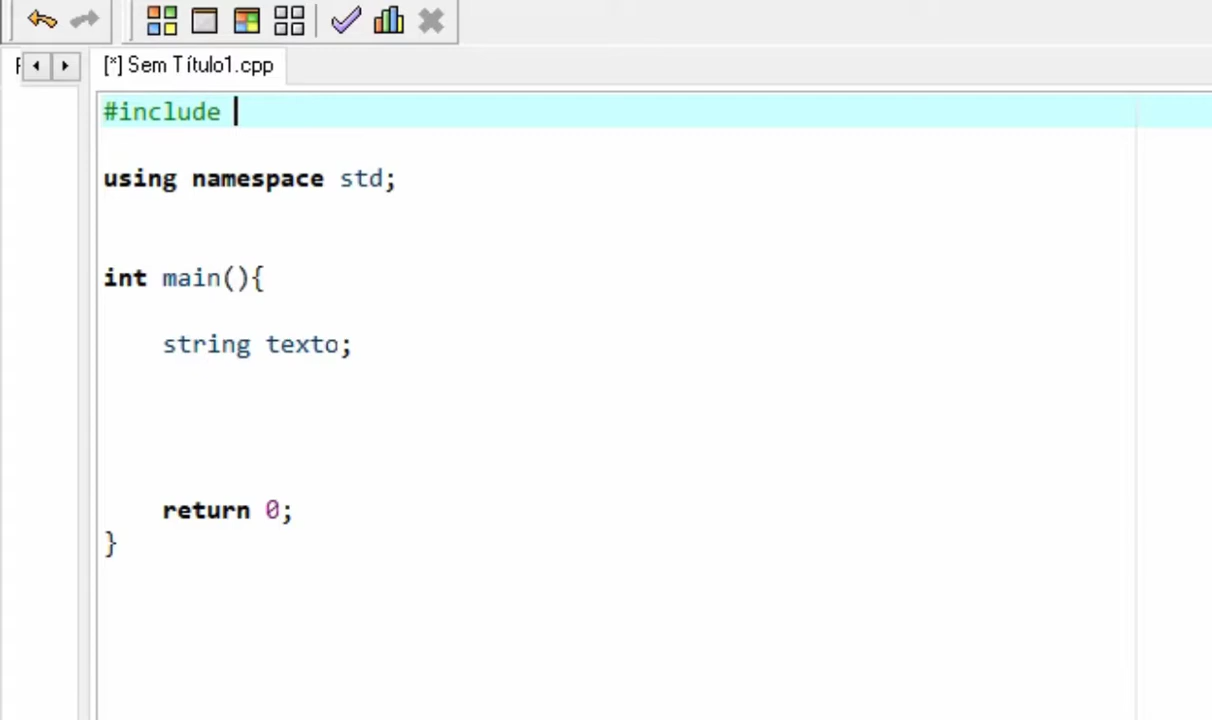 [*] Sem Título1.cpp
#include
using namespace std;
int main(){
string texto;
return 0;
}